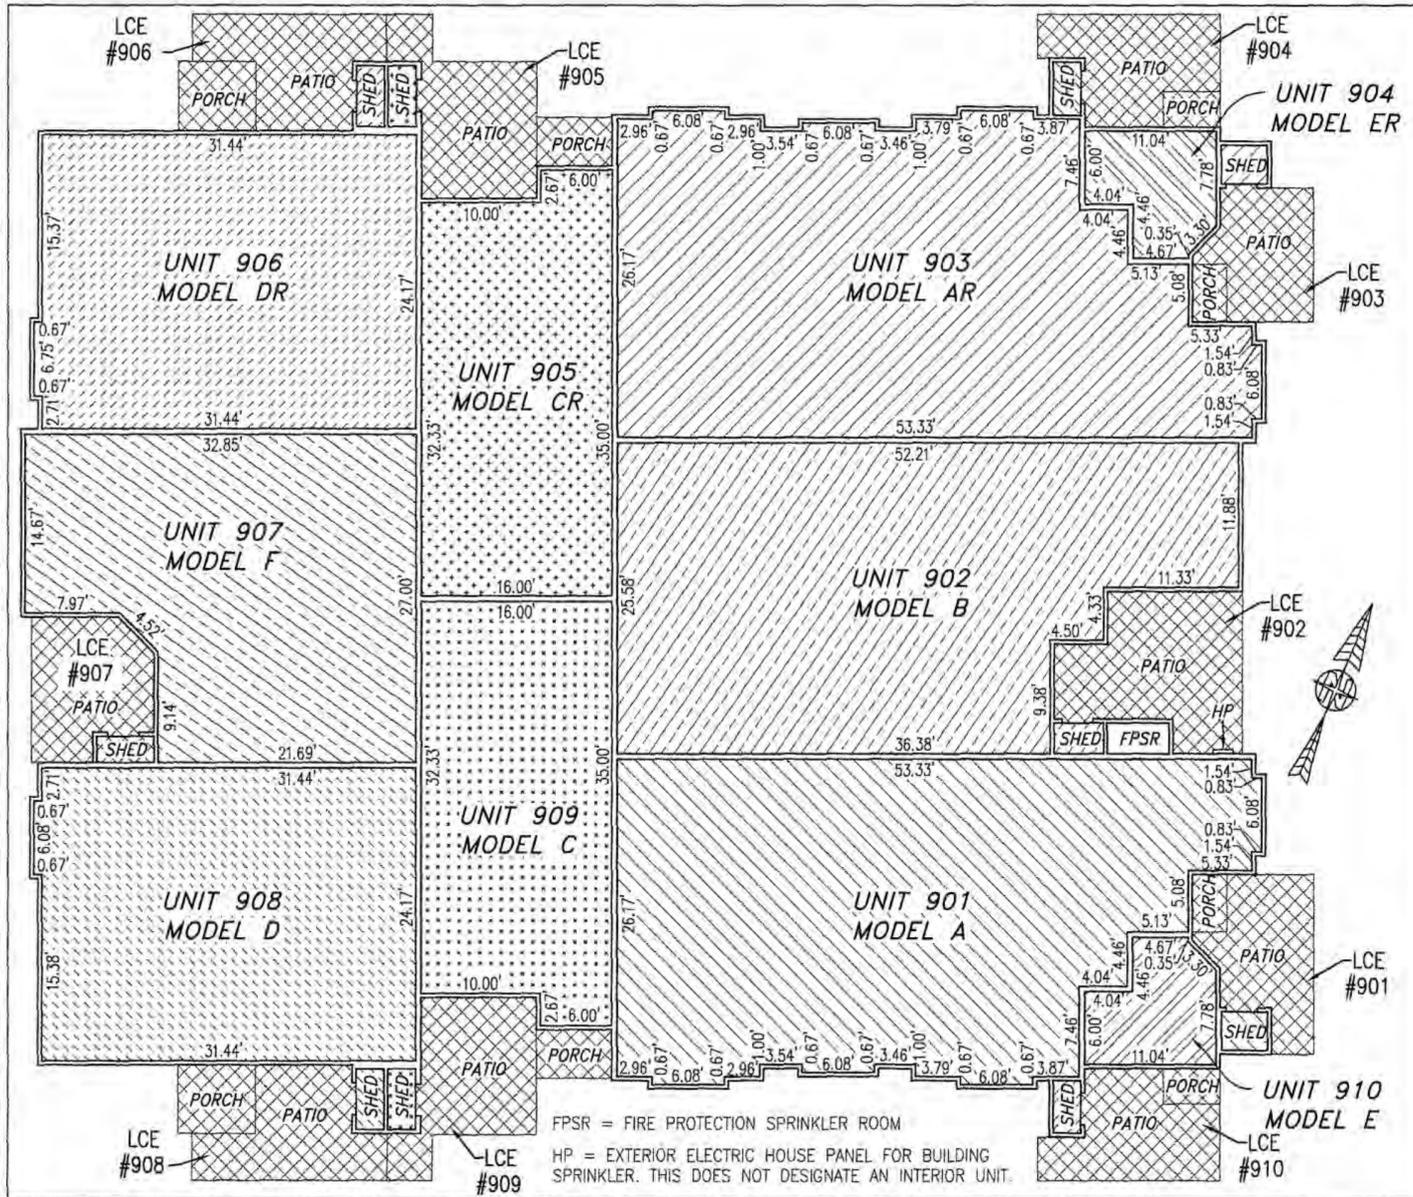 LCE
#906
PORCH
PATIO
SHED
SHED
LCE
#905
PATIO
PORCH
LCE
#904
PATIO
SHED
PORCH
UNIT 904
MODEL ER
31.44'
15.37'
UNIT 906
MODEL DR
24.17'
0.67'
6.75'
0.67'
2.71'
31.44'
10.00'
2.67'
6.00'
UNIT 905
MODEL CR
32.33'
35.00'
16.00'
2.96'
0.67'
6.08'
0.67'
2.96'
1.00'
3.54'
0.67'
6.08'
0.67'
3.46'
1.00'
3.79'
0.67'
6.08'
0.67'
3.87'
7.46'
26.17'
UNIT 903
MODEL AR
53.33'
11.04'
6.00'
7.78'
4.04'
4.46'
0.35'
3.30'
4.67'
4.04'
4.46'
5.13'
5.08'
SHED
PATIO
PORCH
LCE
#903
5.33'
1.54'
0.83'
6.08'
0.83'
1.54'
32.85'
14.67'
UNIT 907
MODEL F
27.00'
7.97'
4.52'
LCE
#907
PATIO
9.14'
SHED
21.69'
52.21'
11.88'
25.58'
UNIT 902
MODEL B
11.33'
4.33'
4.50'
9.38'
PATIO
LCE
#902
HP
SHED
FPSR
36.38'
31.44'
2.71'
0.67'
6.08'
0.67'
15.38'
UNIT 908
MODEL D
24.17'
31.44'
16.00'
32.33'
35.00'
UNIT 909
MODEL C
10.00'
2.67'
6.00'
53.33'
1.54'
0.83'
6.08'
0.83'
1.54'
5.33'
UNIT 901
MODEL A
26.17'
5.08'
PORCH
5.13'
4.46'
4.04'
7.46'
4.67'
0.35'
3.30'
4.46'
4.04'
6.00'
7.78'
11.04'
PATIO
SHED
LCE
#901
2.96'
0.67'
6.08'
0.67'
2.96'
1.00'
3.54'
0.67'
6.08'
0.67'
3.46'
1.00'
3.79'
0.67'
6.08'
0.67'
3.87'
PORCH
PATIO
SHED
SHED
LCE
#908
PATIO
PORCH
LCE
#909
SHED
PATIO
PORCH
LCE
#910
UNIT 910
MODEL E
FPSR = FIRE PROTECTION SPRINKLER ROOM
HP = EXTERIOR ELECTRIC HOUSE PANEL FOR BUILDING
SPRINKLER. THIS DOES NOT DESIGNATE AN INTERIOR UNIT.